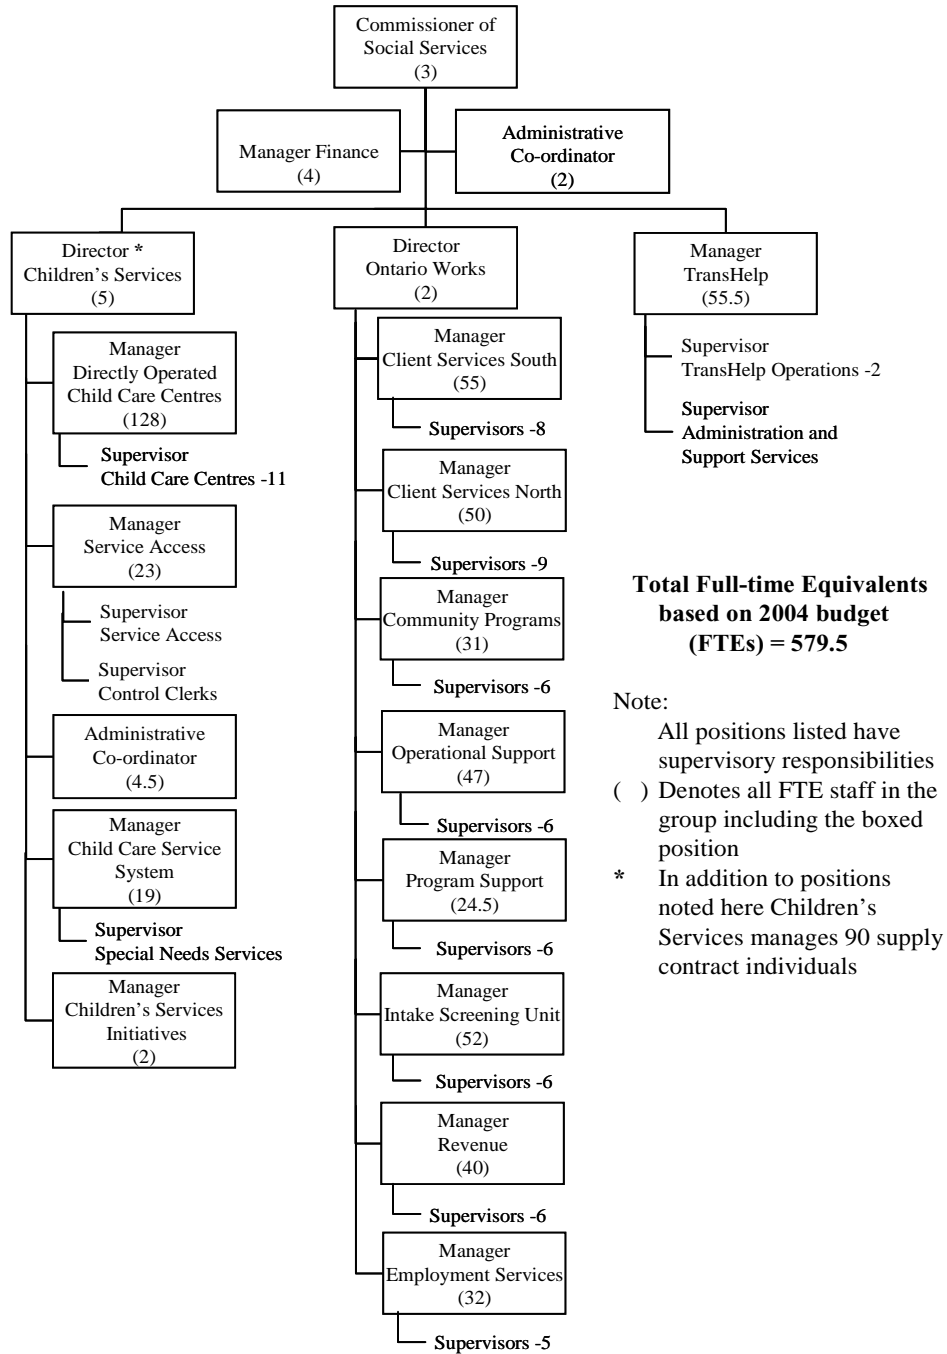 Commissioner of
Social Services
(3)
Manager Finance
(4)
Administrative
Co-ordinator
(2)
Director *
Children's Services
(5)
Manager
Directly Operated
Child Care Centres
(128)
Supervisor
Child Care Centres -11
Manager
Service Access
(23)
Supervisor
Service Access
Supervisor
Control Clerks
Administrative
Co-ordinator
(4.5)
Manager
Child Care Service
System
(19)
Supervisor
Special Needs Services
Manager
Children's Services
Initiatives
(2)
Director
Ontario Works
(2)
Manager
Client Services South
(55)
Supervisors -8
Manager
Client Services North
(50)
Supervisors -9
Manager
Community Programs
(31)
Supervisors -6
Manager
Operational Support
(47)
Supervisors -6
Manager
Program Support
(24.5)
Supervisors -6
Manager
Intake Screening Unit
(52)
Supervisors -6
Manager
Revenue
(40)
Supervisors -6
Manager
Employment Services
(32)
Supervisors -5
Manager
TransHelp
(55.5)
Supervisor
TransHelp Operations -2
Supervisor
Administration and
Support Services
Total Full-time Equivalents
based on 2004 budget
(FTEs) = 579.5
Note:
All positions listed have
supervisory responsibilities
( ) Denotes all FTE staff in the
group including the boxed
position
* In addition to positions
noted here Children's
Services manages 90 supply
contract individuals